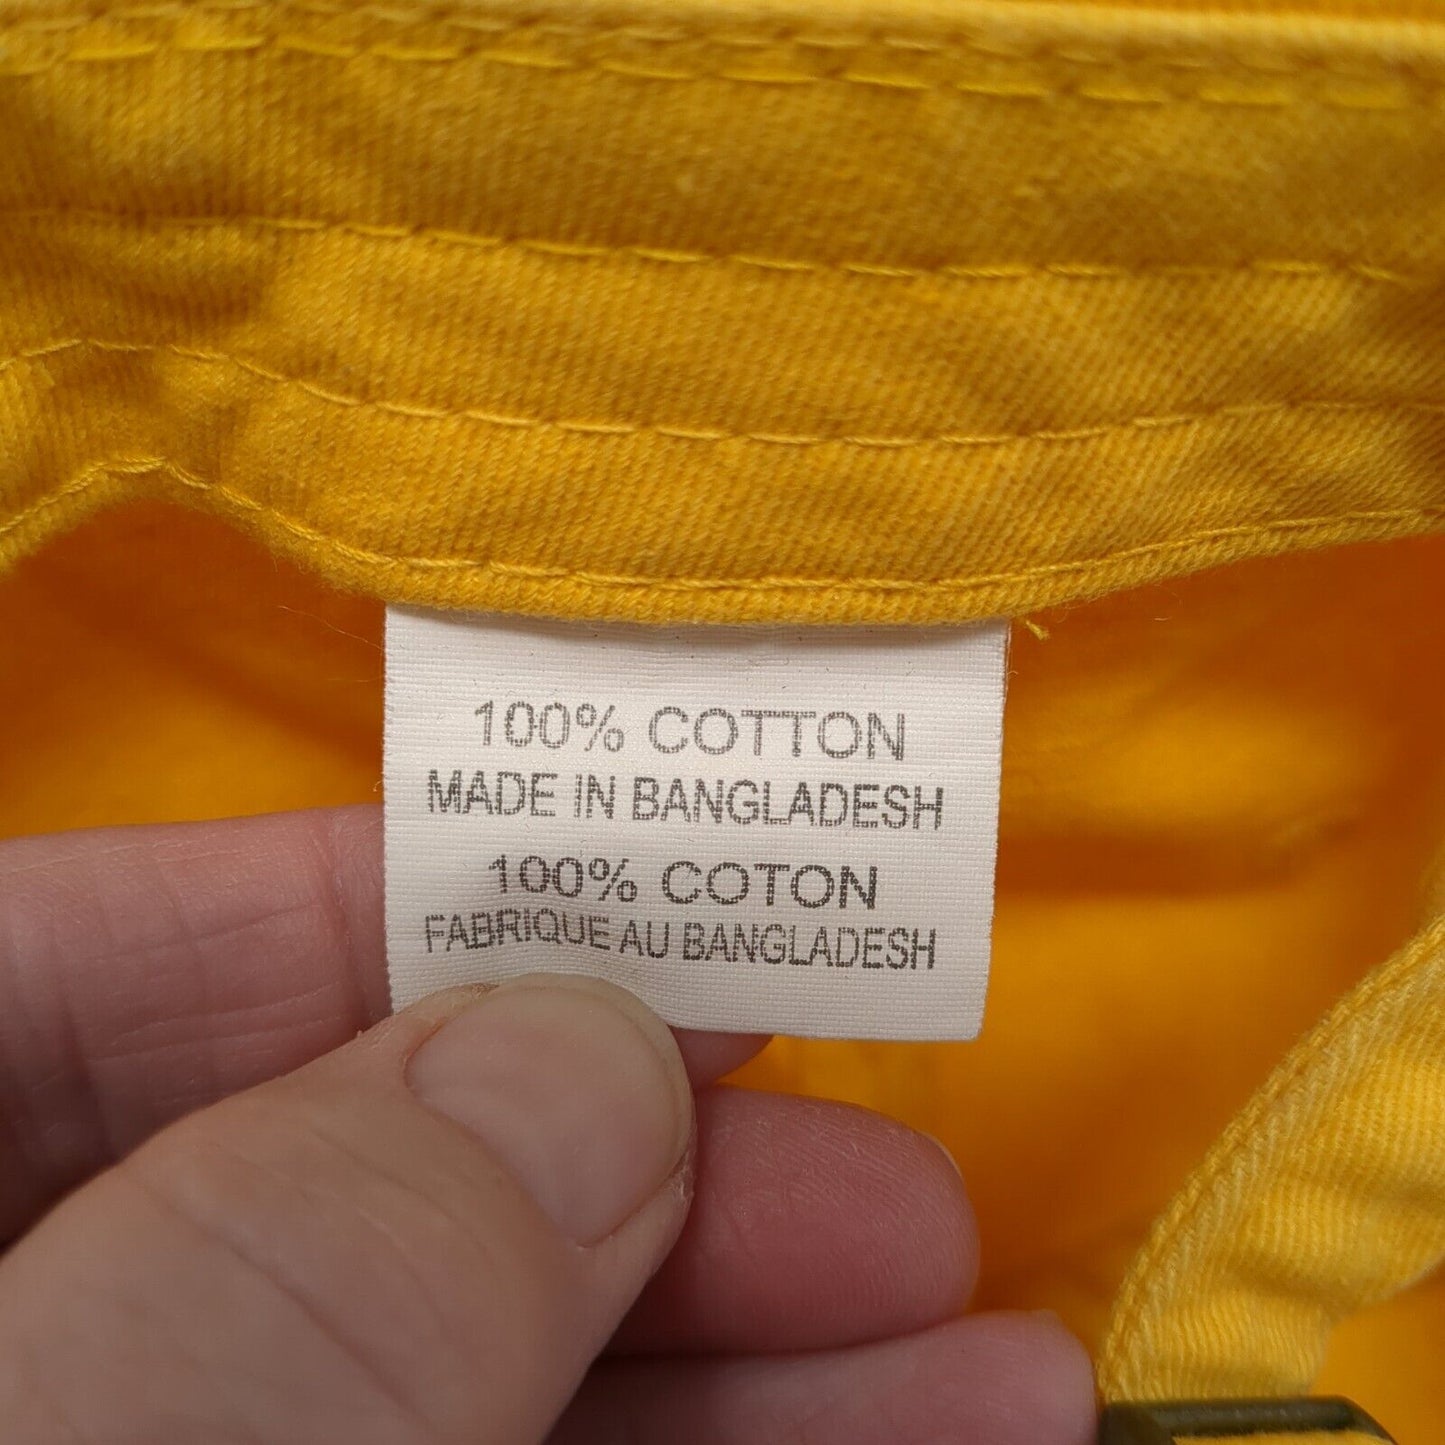 100% COTTON
MADE IN BANGLADESH
100% COTON
FABRIQUE AU BANGLADESH